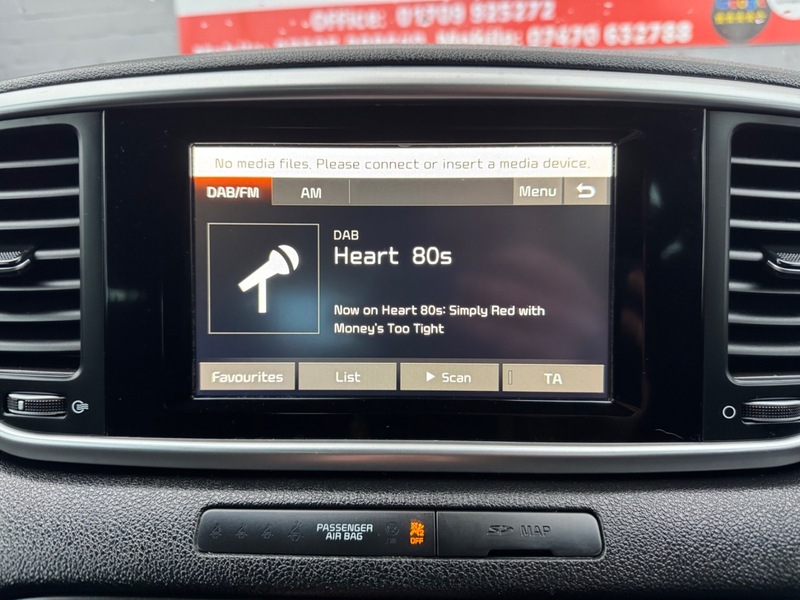 OFFICE: 01709 825272
Mobile: 07470 632788
No media files. Please connect or insert a media device.
DAB/FM AM Menu
DAB
Heart 80s
Now on Heart 80s: Simply Red with
Money's Too Tight
Favourites List Scan TA
PASSENGER
AIR BAG
OFF
SD MAP